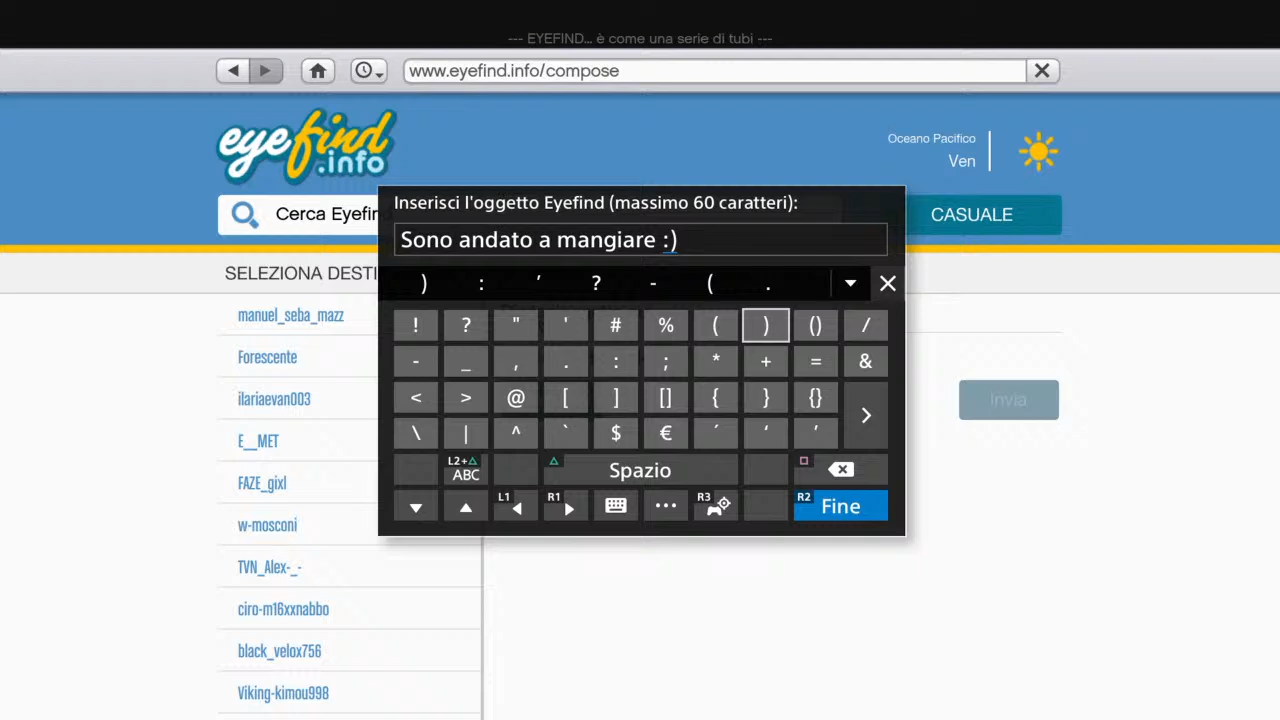 --- EYEFIND... è come una serie di tubi ---
www.eyefind.info/compose
eyefind
.info
Oceano Pacifico
Ven
Cerca Eyefin
CASUALE
SELEZIONA DESTI
manuel_seba_mazz
Forescente
ilariaevan003
E__MET
FAZE_gixl
w-mosconi
TVN_Alex-_-
ciro-m16xxnabbo
black_velox756
Viking-kimou998
Invia
Inserisci l'oggetto Eyefind (massimo 60 caratteri):
Sono andato a mangiare :)
) : ’ ? - ( .
! ? " ' # % ( ) () /
- _ , . : ; * + = &
< > @ [ ] [] { } {}
\ | ^ ` $ € ´ ‘ ’ >
L2+△ ABC △ Spazio □
L1 R1 ... R3 R2 Fine